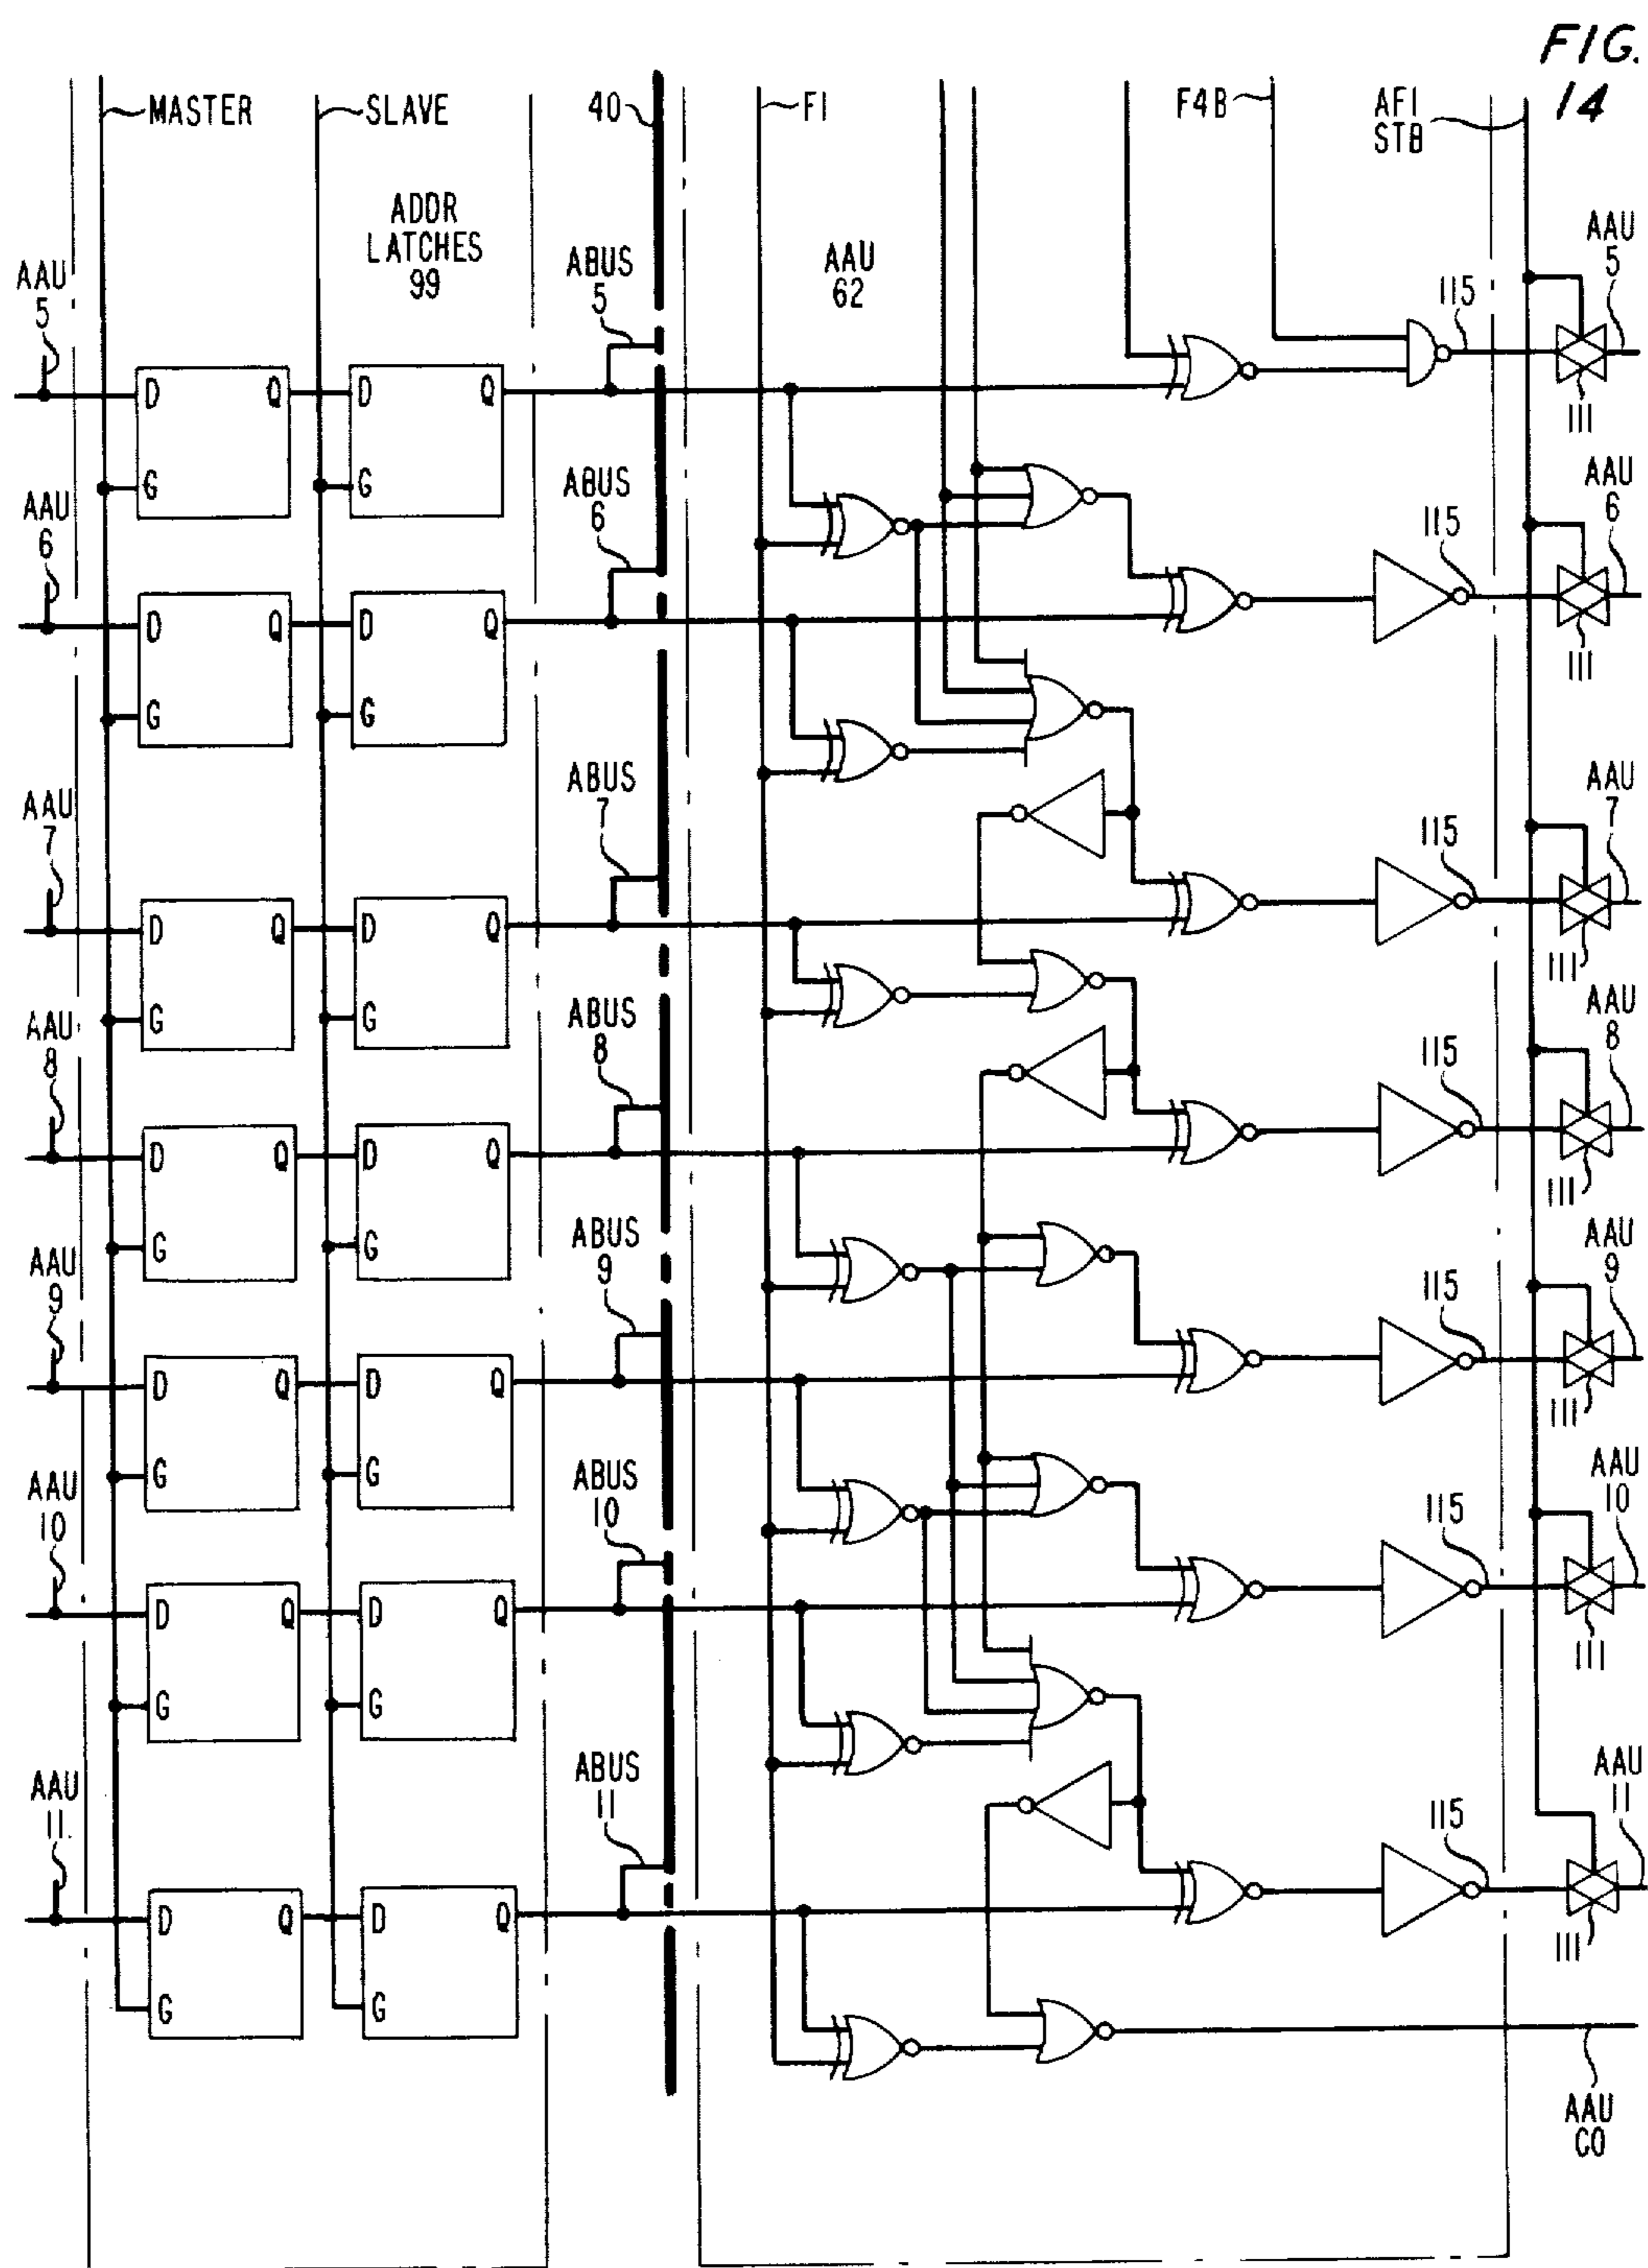 FIG.
14
MASTER
SLAVE
40
F1
F4B
AF1
STB
ADDR
LATCHES
99
AAU
62
AAU
5
D
Q
D
Q
G
G
ABUS
5
115
AAU
5
111
AAU
6
D
Q
D
Q
G
G
ABUS
6
115
AAU
6
111
AAU
7
D
Q
D
Q
G
G
ABUS
7
115
AAU
7
111
AAU
8
D
Q
D
Q
G
G
ABUS
8
115
AAU
8
111
AAU
9
D
Q
D
Q
G
G
ABUS
9
115
AAU
9
111
AAU
10
D
Q
D
Q
G
G
ABUS
10
115
AAU
10
111
AAU
11
D
Q
D
Q
G
G
ABUS
11
115
AAU
11
111
AAU
CO